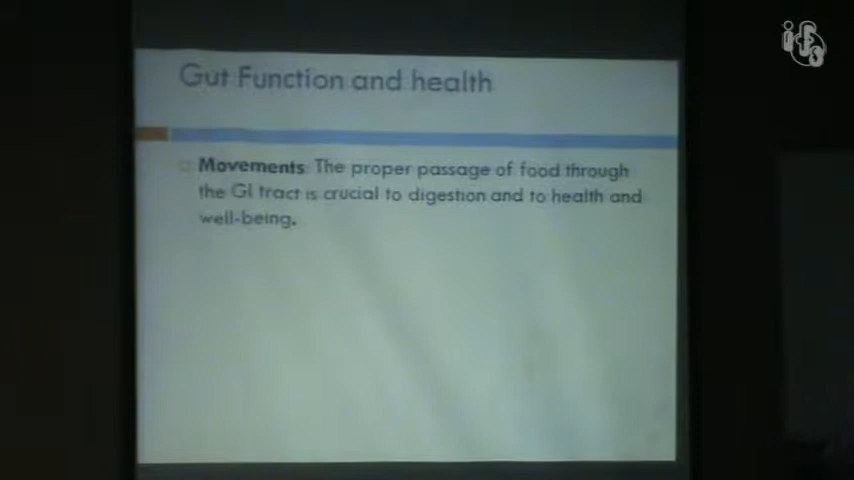 Gut Function and health
Movements: The proper passage of food through
the GI tract is crucial to digestion and to health and
well-being.